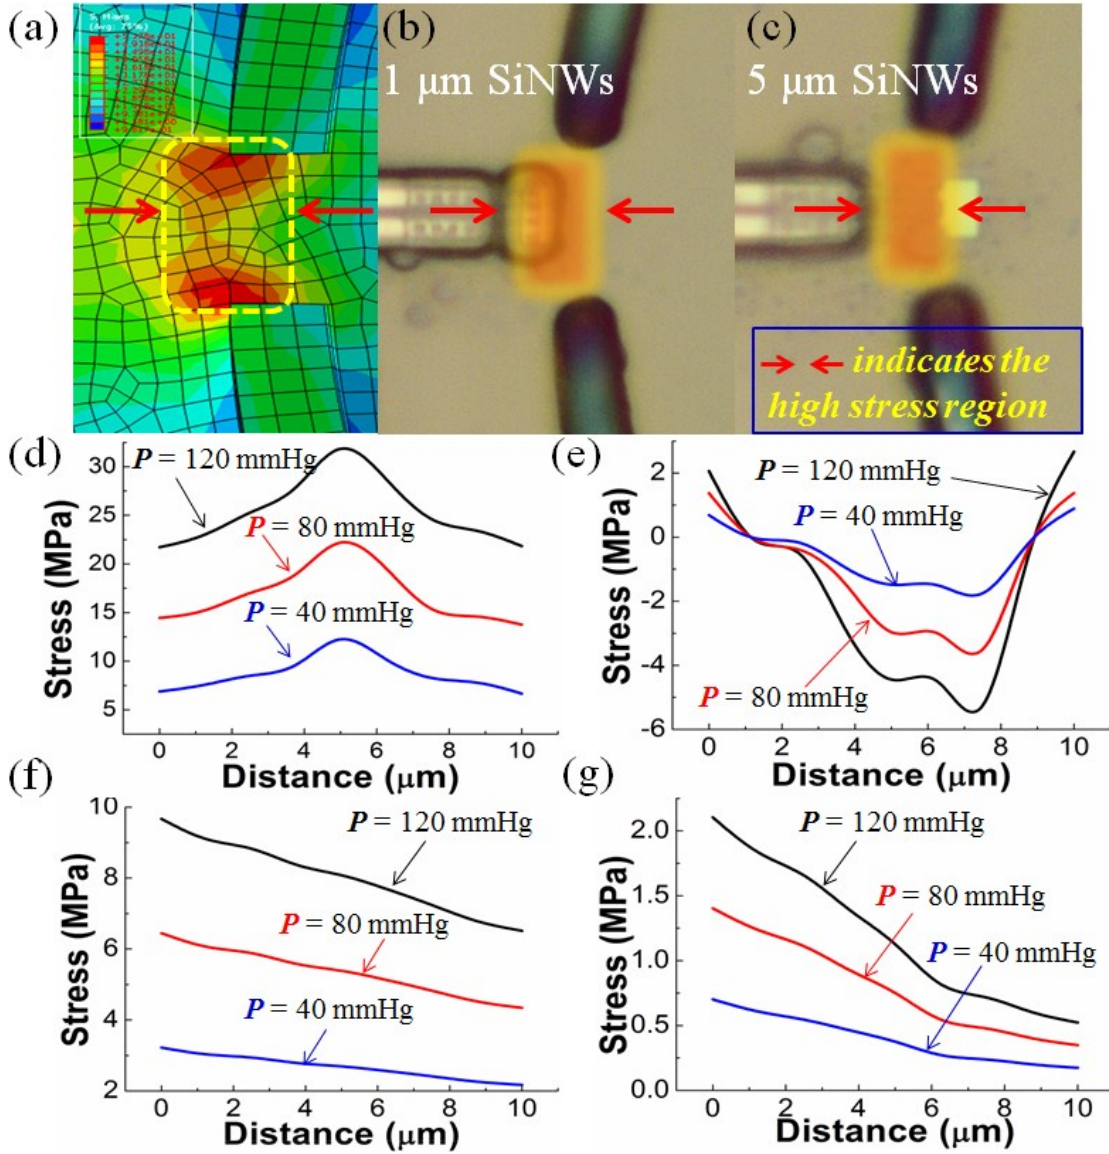 (a)
S, Mises
(Avg: 75%)
(b)
1 μm SiNWs
(c)
5 μm SiNWs
indicates the
high stress region
(d)
P = 120 mmHg
P = 80 mmHg
P = 40 mmHg
Stress (MPa)
30
25
20
15
10
5
0 2 4 6 8 10
Distance (μm)
(e)
P = 120 mmHg
P = 40 mmHg
P = 80 mmHg
Stress (MPa)
2
0
-2
-4
-6
0 2 4 6 8 10
Distance (μm)
(f)
P = 120 mmHg
P = 80 mmHg
P = 40 mmHg
Stress (MPa)
10
8
6
4
2
0 2 4 6 8 10
Distance (μm)
(g)
P = 120 mmHg
P = 80 mmHg
P = 40 mmHg
Stress (MPa)
2.0
1.5
1.0
0.5
0.0
0 2 4 6 8 10
Distance (μm)